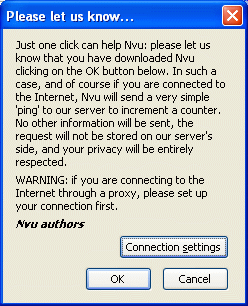 Please let us know...
Just one click can help Nvu: please let us
know that you have downloaded Nvu
clicking on the OK button below. In such a
case, and of course if you are connected to
the Internet, Nvu will send a very simple
'ping' to our server to increment a counter.
No other information will be sent, the
request will not be stored on our server's
side, and your privacy will be entirely
respected.
WARNING: if you are connecting to the
Internet through a proxy, please set up
your connection first.
Nvu authors
Connection settings
OK
Cancel